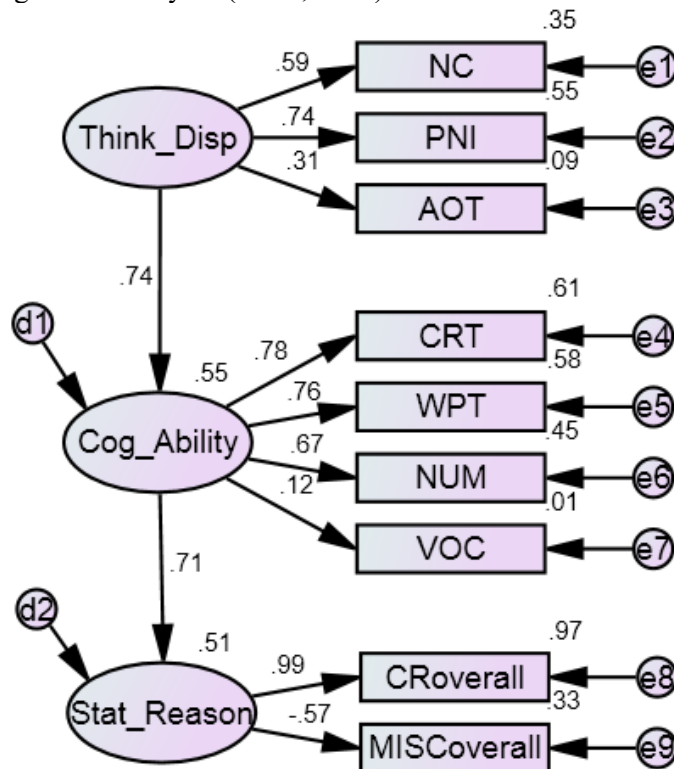 .35
.59 NC e1
.55
Think_Disp .74 PNI e2
.09
.31 AOT e3
.74
.61
d1
.78 CRT e4
.58
.55
.76 WPT e5
.45
Cog_Ability .67 NUM e6
.01
.12 VOC e7
.71
d2
.97
.51
.99 CRoverall e8
.33
Stat_Reason -.57 MISCoverall e9